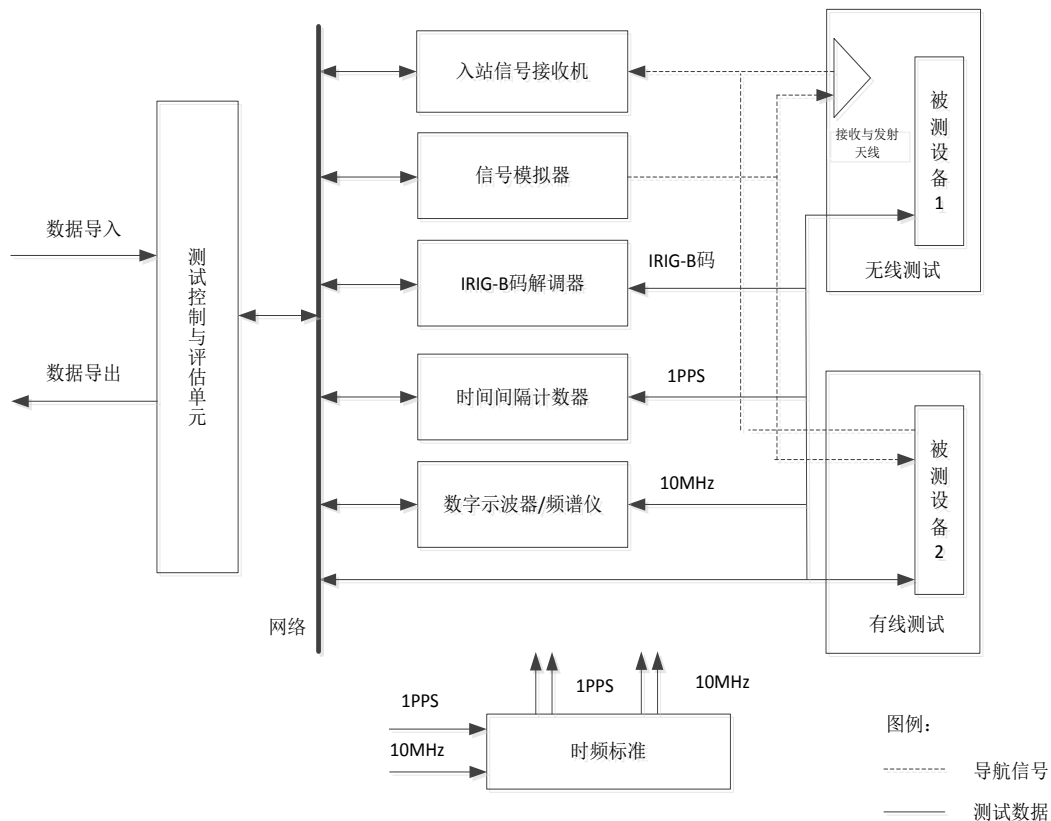 入站信号接收机
信号模拟器
IRIG-B码解调器
时间间隔计数器
数字示波器/频谱仪
数据导入
数据导出
测试控制与评估单元
网络
IRIG-B码
1PPS
10MHz
接收与发射
天线
被测设备1
无线测试
被测设备2
有线测试
1PPS
10MHz
1PPS
10MHz
时频标准
图例：
导航信号
测试数据